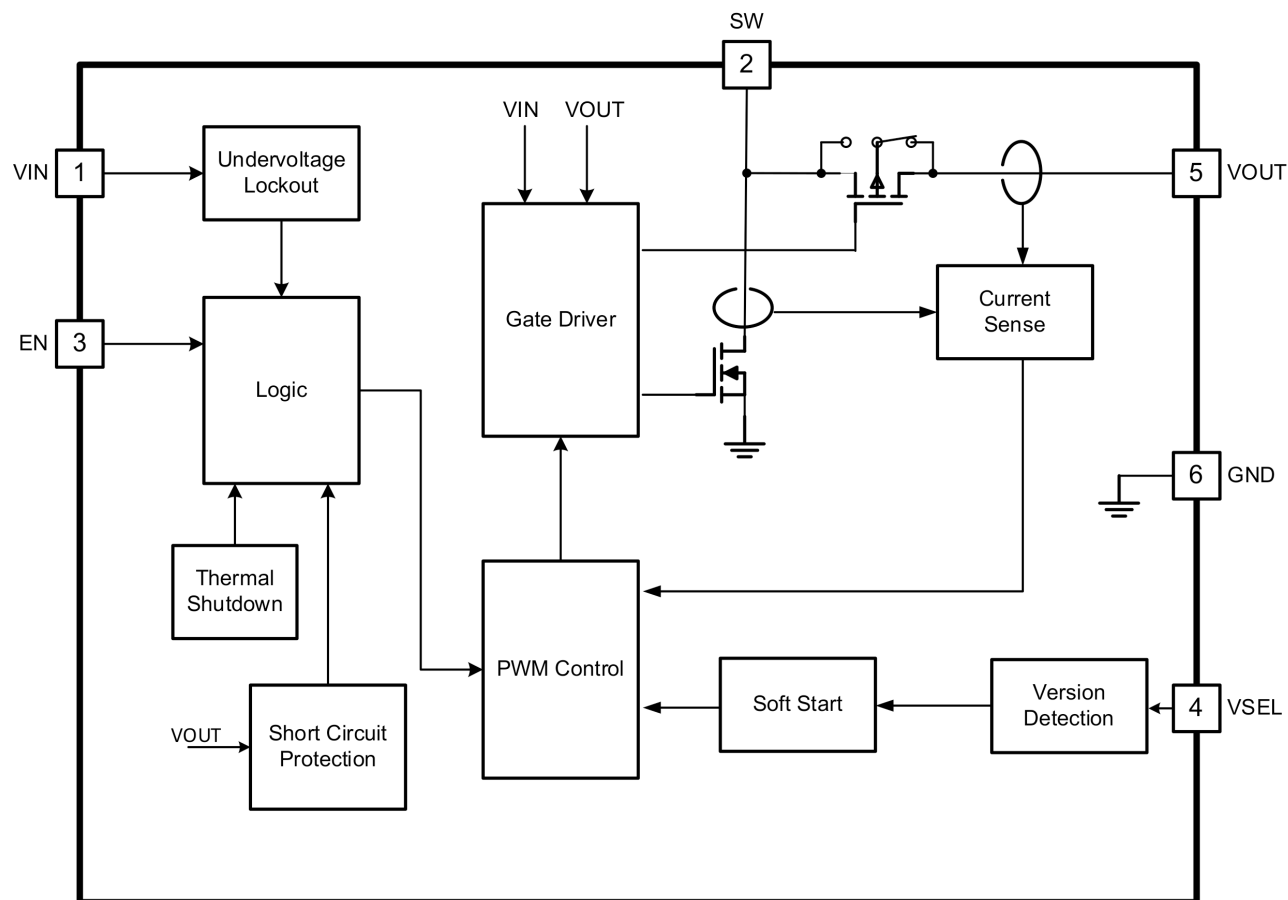 SW
2
VIN VOUT
VIN
1
Undervoltage
Lockout
5
VOUT
Gate Driver
Current
Sense
EN
3
Logic
6
GND
Thermal
Shutdown
PWM Control
Soft Start
Version
Detection
4
VSEL
VOUT
Short Circuit
Protection